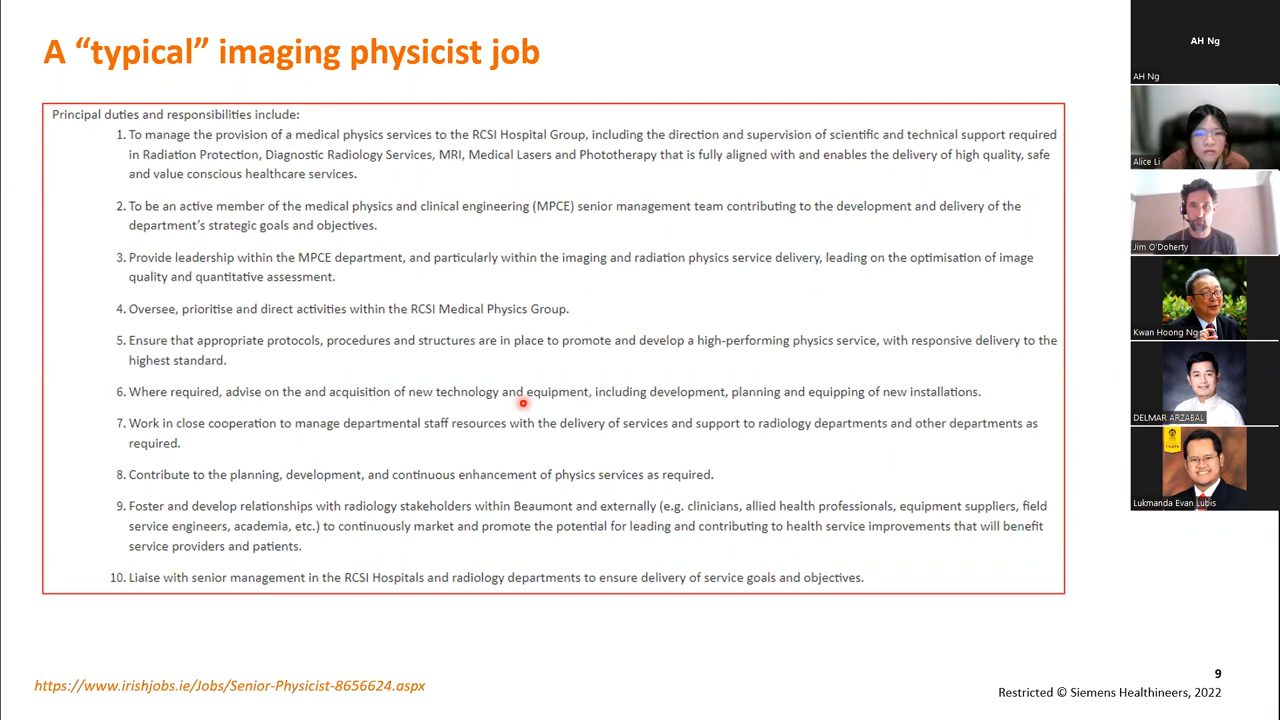 A “typical” imaging physicist job
Principal duties and responsibilities include:
1. To manage the provision of a medical physics services to the RCSI Hospital Group, including the direction and supervision of scientific and technical support required
in Radiation Protection, Diagnostic Radiology Services, MRI, Medical Lasers and Phototherapy that is fully aligned with and enables the delivery of high quality, safe
and value conscious healthcare services.
2. To be an active member of the medical physics and clinical engineering (MPCE) senior management team contributing to the development and delivery of the
department’s strategic goals and objectives.
3. Provide leadership within the MPCE department, and particularly within the imaging and radiation physics service delivery, leading on the optimisation of image
quality and quantitative assessment.
4. Oversee, prioritise and direct activities within the RCSI Medical Physics Group.
5. Ensure that appropriate protocols, procedures and structures are in place to promote and develop a high-performing physics service, with responsive delivery to the
highest standard.
6. Where required, advise on the and acquisition of new technology and equipment, including development, planning and equipping of new installations.
7. Work in close cooperation to manage departmental staff resources with the delivery of services and support to radiology departments and other departments as
required.
8. Contribute to the planning, development, and continuous enhancement of physics services as required.
9. Foster and develop relationships with radiology stakeholders within Beaumont and externally (e.g. clinicians, allied health professionals, equipment suppliers, field
service engineers, academia, etc.) to continuously market and promote the potential for leading and contributing to health service improvements that will benefit
service providers and patients.
10. Liaise with senior management in the RCSI Hospitals and radiology departments to ensure delivery of service goals and objectives.
https://www.irishjobs.ie/Jobs/Senior-Physicist-8656624.aspx
9
Restricted © Siemens Healthineers, 2022
AH Ng
AH Ng
Alice Li
Jim O'Doherty
Kwan Hoong Ng
DELMAR ARZABAL
Lukmanda Evan Lubis